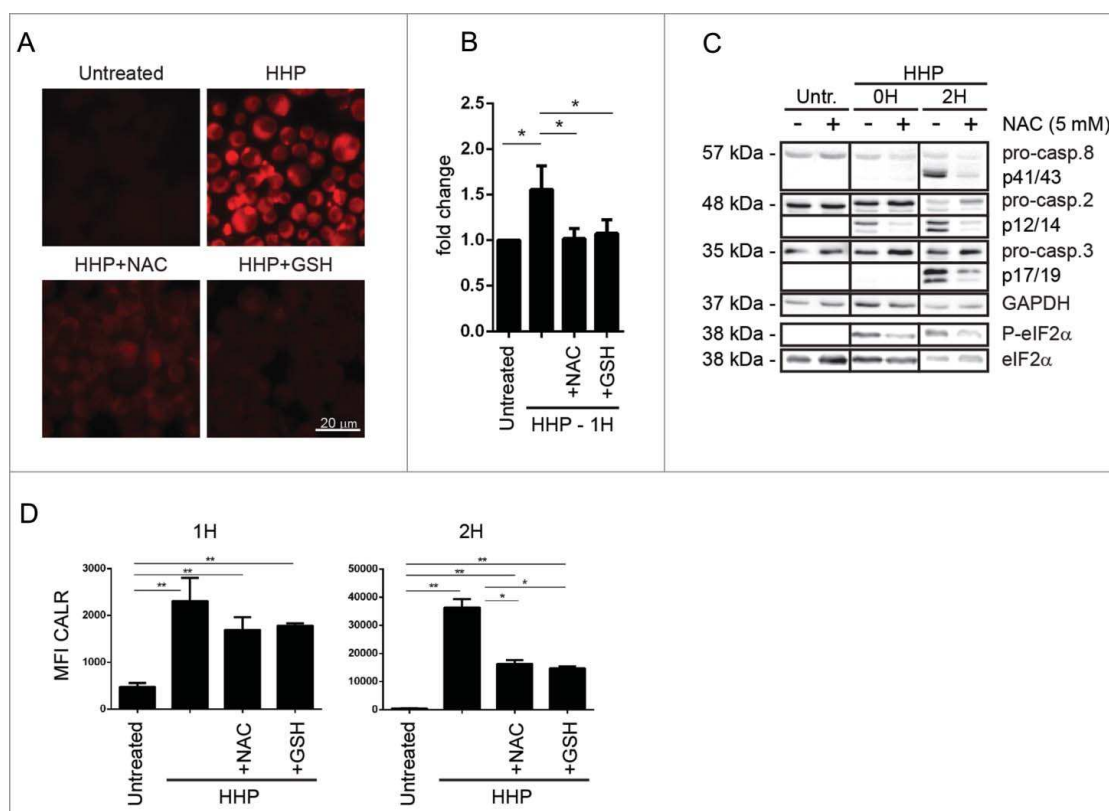 A
Untreated HHP
HHP+NAC HHP+GSH
20 μm
B
fold change
2.5
2.0
1.5
1.0
0.5
0.0
* * *
Untreated
+NAC
+GSH
HHP - 1H
C
HHP
Untr. 0H 2H
- + - + - + NAC (5 mM)
57 kDa - pro-casp.8
p41/43
48 kDa - pro-casp.2
p12/14
35 kDa - pro-casp.3
p17/19
37 kDa - GAPDH
38 kDa - P-eIF2α
38 kDa - eIF2α
D
1H
MFI CALR
3000
2000
1000
0
** ** **
Untreated
+NAC
+GSH
HHP
2H
50000
40000
30000
20000
10000
0
** ** ** * *
Untreated
+NAC
+GSH
HHP